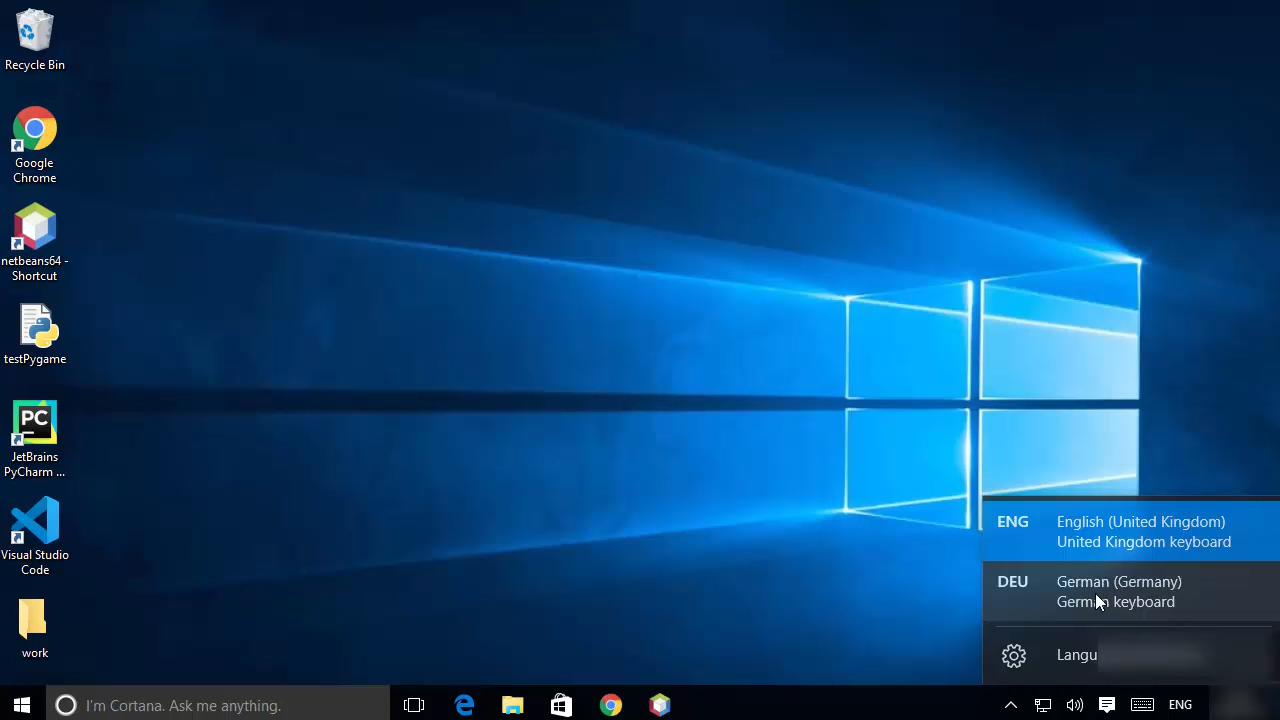 Recycle Bin
Google
Chrome
netbeans64 -
Shortcut
testPygame
PC
JetBrains
PyCharm ...
Visual Studio
Code
work
ENG English (United Kingdom)
United Kingdom keyboard
DEU German (Germany)
German keyboard
I'm Cortana. Ask me anything.
ENG